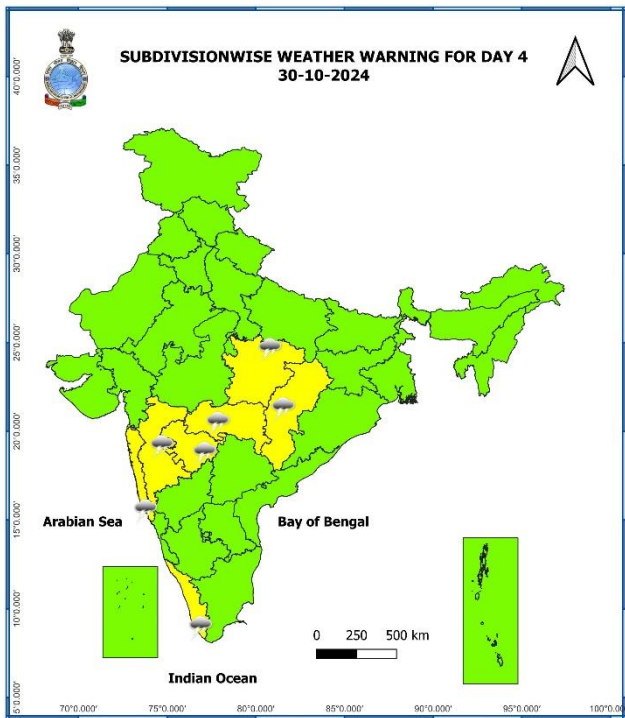 SUBDIVISIONWISE WEATHER WARNING FOR DAY 4
30-10-2024
40°0.000'
35°0.000'
30°0.000'
25°0.000'
20°0.000'
15°0.000'
10°0.000'
5°0.000'
Arabian Sea
Bay of Bengal
0 250 500 km
Indian Ocean
70°0.000' 75°0.000' 80°0.000' 85°0.000' 90°0.000' 95°0.000' 100°0.000'